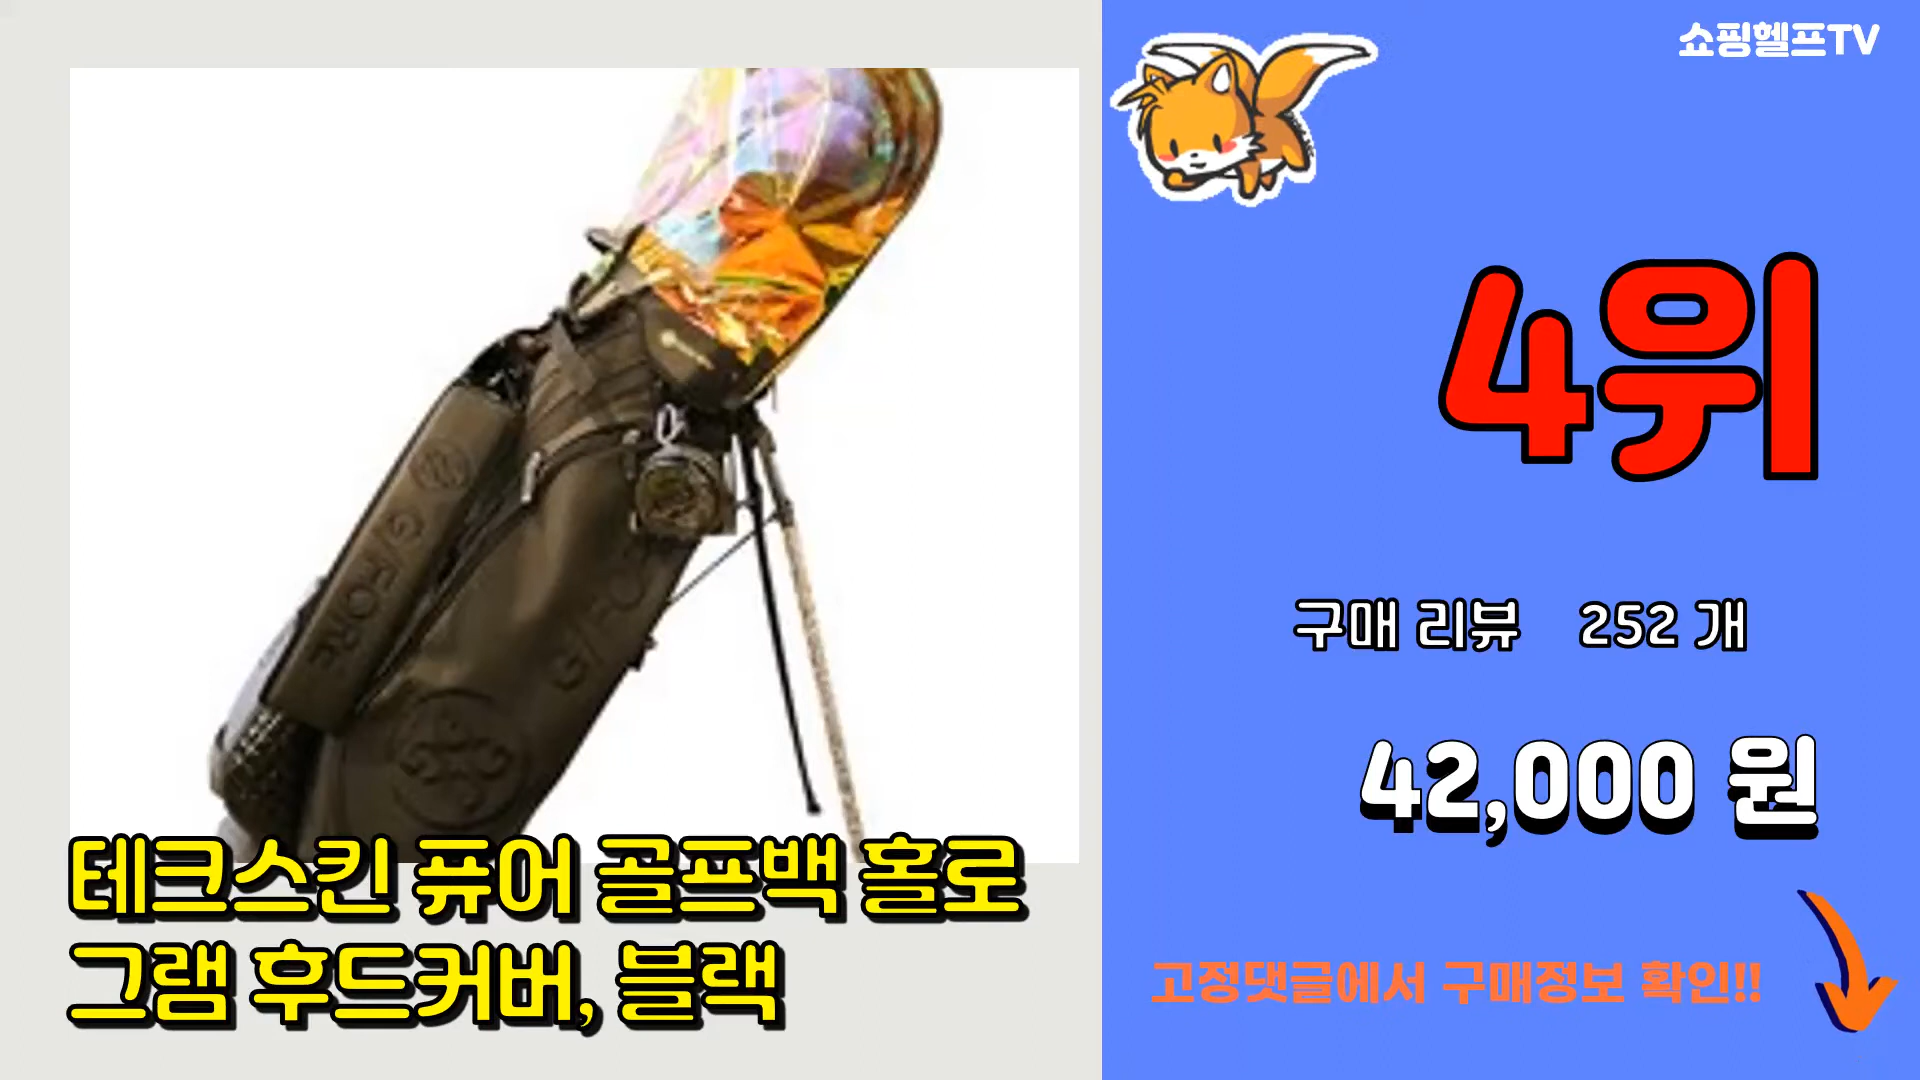 쇼핑헬프TV
4위
G/FORE
G/FORE
구매 리뷰 252 개
42,000 원
테크스킨 퓨어 골프백 홀로
그램 후드커버, 블랙
고정댓글에서 구매정보 확인!!